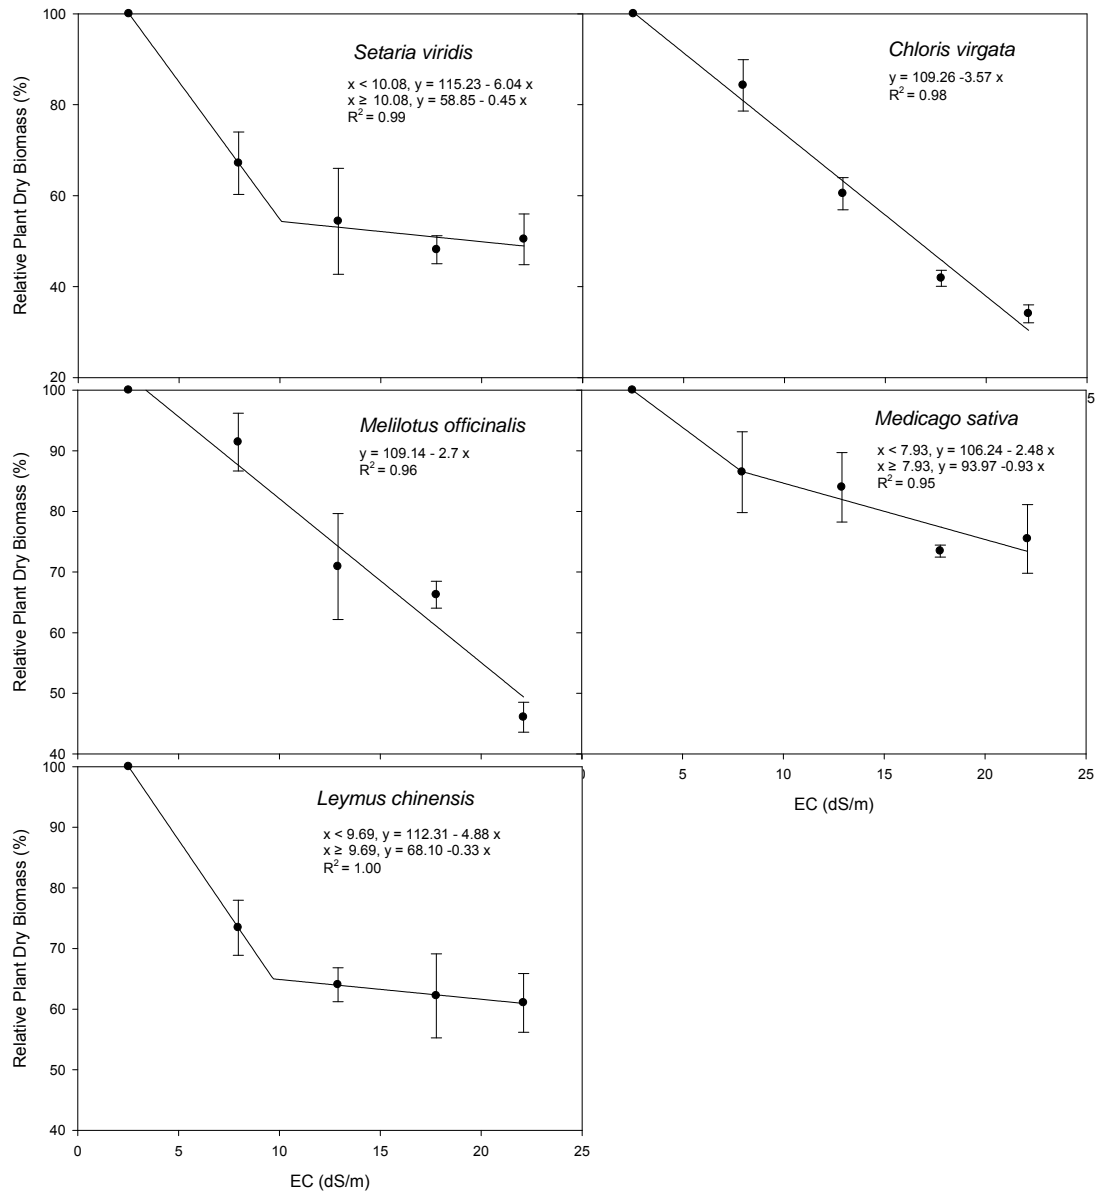 Setaria viridis
x < 10.08, y = 115.23 - 6.04 x
x ≥ 10.08, y = 58.85 - 0.45 x
R² = 0.99
Relative Plant Dry Biomass (%)
100
80
60
40
20
Chloris virgata
y = 109.26 -3.57 x
R² = 0.98
5
Melilotus officinalis
y = 109.14 - 2.7 x
R² = 0.96
Relative Plant Dry Biomass (%)
100
90
80
70
60
50
40
Medicago sativa
x < 7.93, y = 106.24 - 2.48 x
x ≥ 7.93, y = 93.97 -0.93 x
R² = 0.95
5 10 15 20 25
EC (dS/m)
Leymus chinensis
x < 9.69, y = 112.31 - 4.88 x
x ≥ 9.69, y = 68.10 -0.33 x
R² = 1.00
Relative Plant Dry Biomass (%)
100
90
80
70
60
50
40
0 5 10 15 20 25
EC (dS/m)